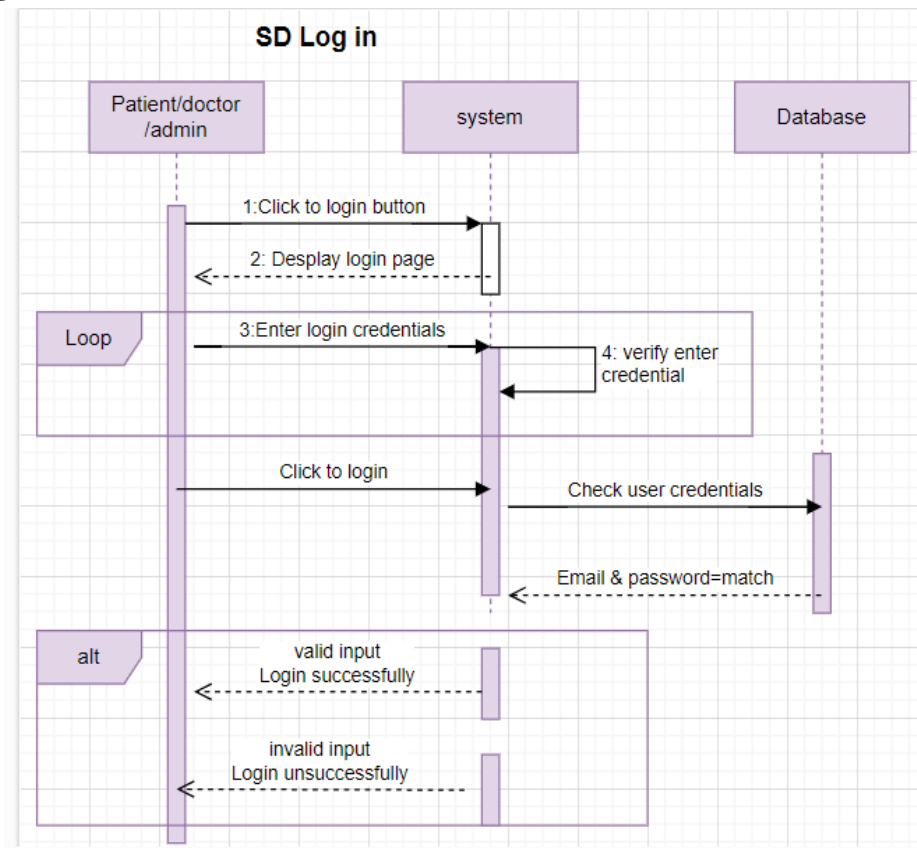 SD Log in
Patient/doctor
/admin
system
Database
1:Click to login button
2: Desplay login page
Loop
3:Enter login credentials
4: verify enter
credential
Click to login
Check user credentials
Email & password=match
alt
valid input
Login successfully
invalid input
Login unsuccessfully